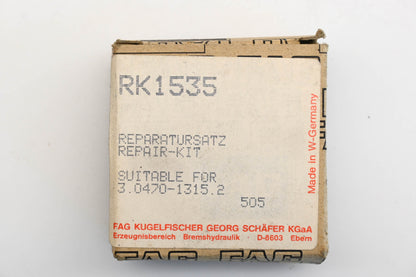 RK1535
REPARATURSATZ
REPAIR-KIT
SUITABLE FOR
3.0470-1315.2
505
Made in W-Germany
FAG KUGELFISCHER GEORG SCHÄFER KGaA
Erzeugnisbereich Bremshydraulik · D-8603 Ebern
FAG